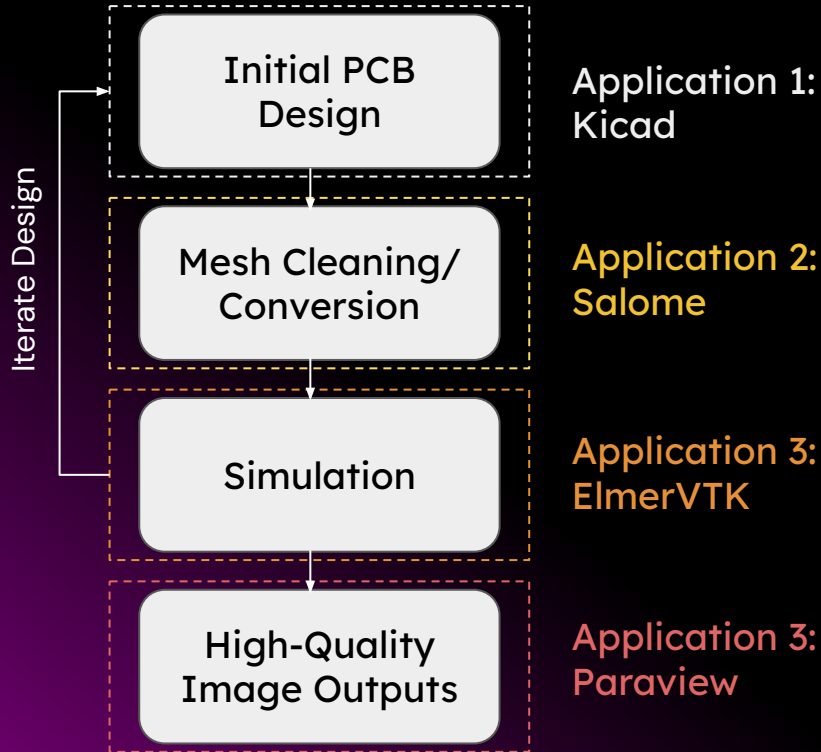 Initial PCB
Design
Application 1:
Kicad
Iterate Design
Mesh Cleaning/
Conversion
Application 2:
Salome
Simulation
Application 3:
ElmerVTK
High-Quality
Image Outputs
Application 3:
Paraview